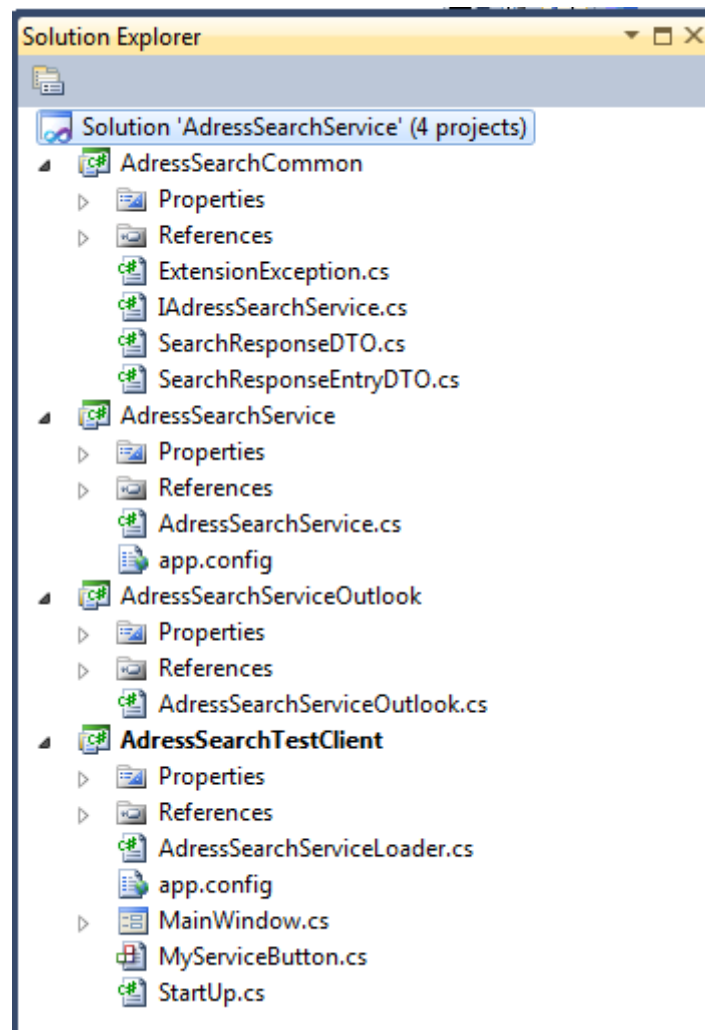 Solution Explorer
Solution 'AdressSearchService' (4 projects)
AdressSearchCommon
Properties
References
ExtensionException.cs
IAdressSearchService.cs
SearchResponseDTO.cs
SearchResponseEntryDTO.cs
AdressSearchService
Properties
References
AdressSearchService.cs
app.config
AdressSearchServiceOutlook
Properties
References
AdressSearchServiceOutlook.cs
AdressSearchTestClient
Properties
References
AdressSearchServiceLoader.cs
app.config
MainWindow.cs
MyServiceButton.cs
StartUp.cs